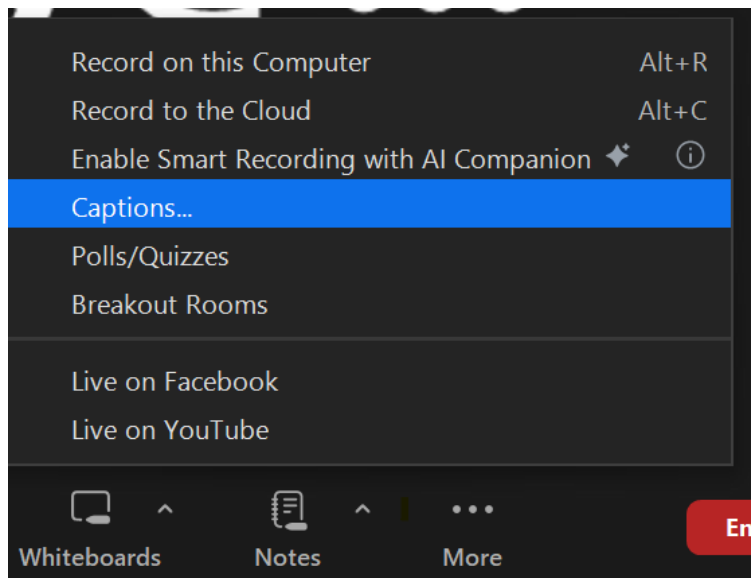 Record on this Computer Alt+R
Record to the Cloud Alt+C
Enable Smart Recording with AI Companion
Captions...
Polls/Quizzes
Breakout Rooms
Live on Facebook
Live on YouTube
Whiteboards Notes More